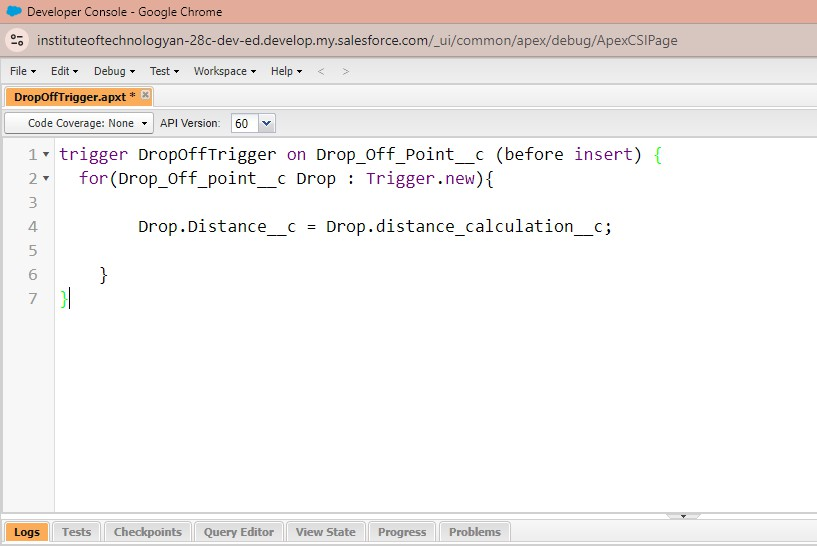 Developer Console - Google Chrome
instituteoftechnologyan-28c-dev-ed.develop.my.salesforce.com/_ui/common/apex/debug/ApexCSIPage
File Edit Debug Test Workspace Help < >
DropOffTrigger.apxt *
Code Coverage: None API Version: 60
1 trigger DropOffTrigger on Drop_Off_Point__c (before insert) {
2 for(Drop_Off_point__c Drop : Trigger.new){
3
4 Drop.Distance__c = Drop.distance_calculation__c;
5
6 }
7 }
Logs Tests Checkpoints Query Editor View State Progress Problems